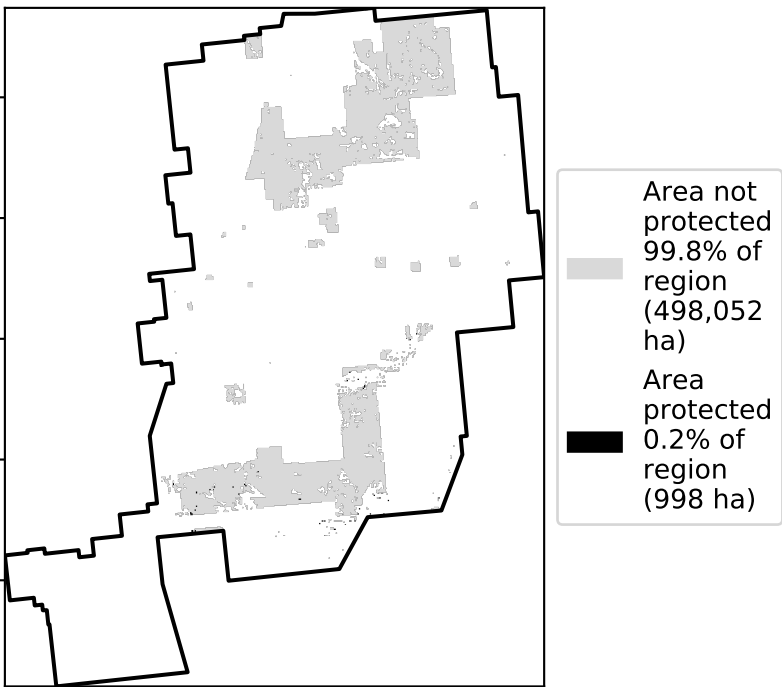 Area not
protected
99.8% of
region
(498,052
ha)
Area
protected
0.2% of
region
(998 ha)